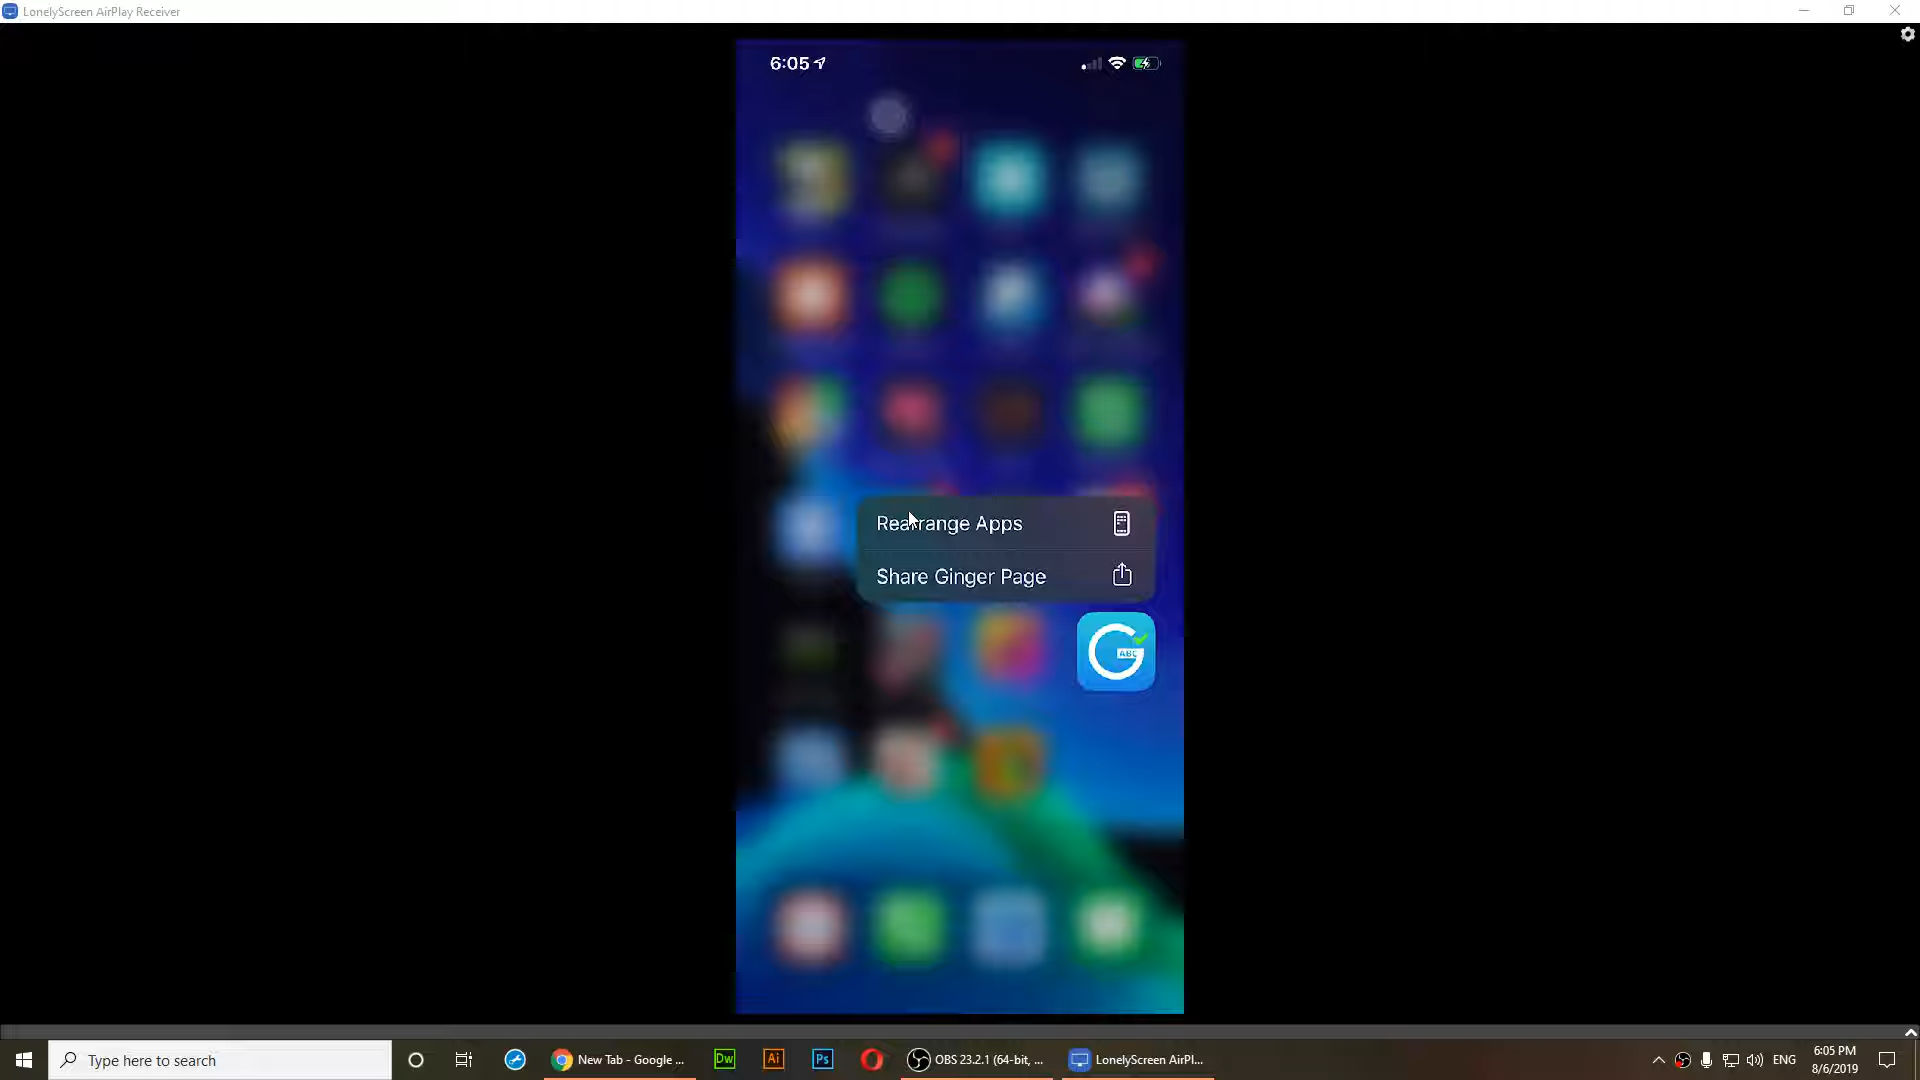 LonelyScreen AirPlay Receiver
6:05
Rearrange Apps
Share Ginger Page
ABC
Type here to search
New Tab - Google ...
Dw
Ai
Ps
OBS 23.2.1 (64-bit, ...
LonelyScreen AirPl...
ENG
6:05 PM
8/6/2019